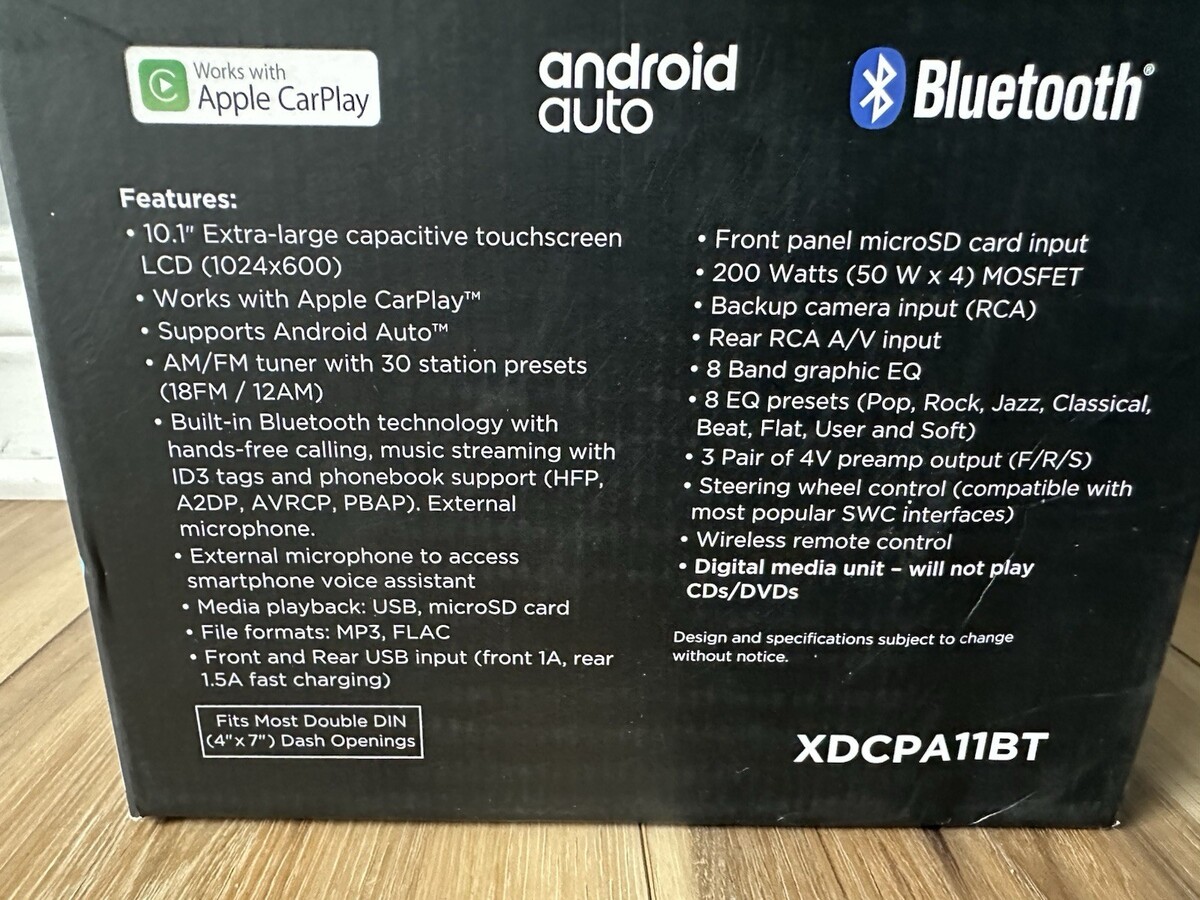 Works with
Apple CarPlay
android
auto
Bluetooth®
Features:
• 10.1" Extra-large capacitive touchscreen
LCD (1024x600)
• Works with Apple CarPlay™
• Supports Android Auto™
• AM/FM tuner with 30 station presets
(18FM / 12AM)
• Built-in Bluetooth technology with
hands-free calling, music streaming with
ID3 tags and phonebook support (HFP,
A2DP, AVRCP, PBAP). External
microphone.
• External microphone to access
smartphone voice assistant
• Media playback: USB, microSD card
• File formats: MP3, FLAC
• Front and Rear USB input (front 1A, rear
1.5A fast charging)
Fits Most Double DIN
(4"x7") Dash Openings
• Front panel microSD card input
• 200 Watts (50 W x 4) MOSFET
• Backup camera input (RCA)
• Rear RCA A/V input
• 8 Band graphic EQ
• 8 EQ presets (Pop, Rock, Jazz, Classical,
Beat, Flat, User and Soft)
• 3 Pair of 4V preamp output (F/R/S)
• Steering wheel control (compatible with
most popular SWC interfaces)
• Wireless remote control
• Digital media unit – will not play
CDs/DVDs
Design and specifications subject to change
without notice.
XDCPA11BT